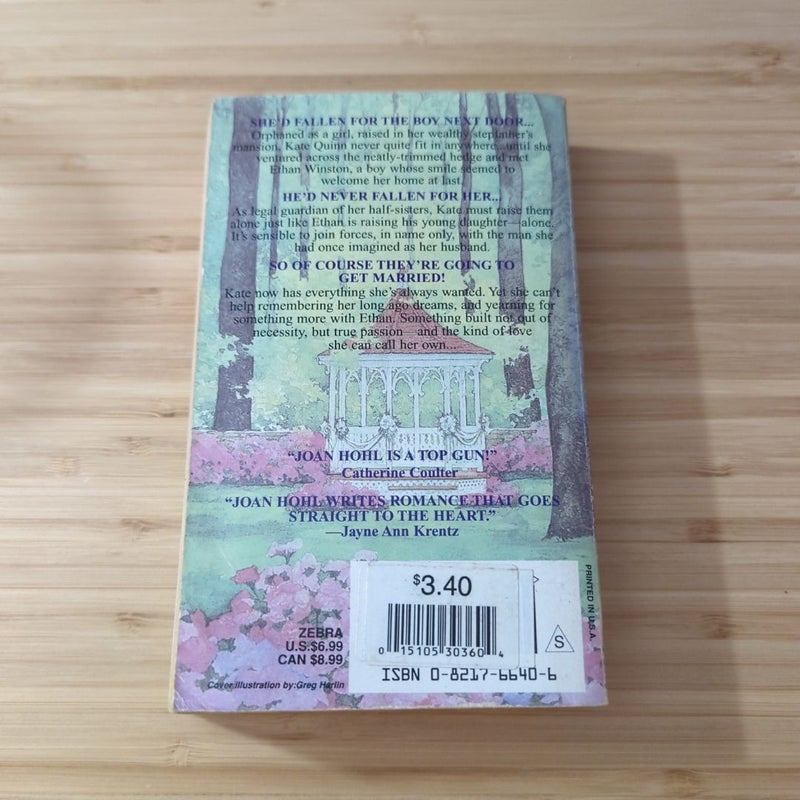 SHE'D FALLEN FOR THE BOY NEXT DOOR...
Orphaned as a girl, raised in her wealthy stepfather's
mansion, Kate Quinn never quite fit in anywhere...until she
ventured across the neatly-trimmed hedge and met
Ethan Winston, a boy whose smile seemed to
welcome her home at last.
HE'D NEVER FALLEN FOR HER...
As legal guardian of her half-sisters, Kate must raise them
alone just like Ethan is raising his young daughter—alone.
It's sensible to join forces, in name only, with the man she
had once imagined as her husband.
SO OF COURSE THEY'RE GOING TO
GET MARRIED!
Kate now has everything she's always wanted. Yet she can't
help remembering her long ago dreams, and yearning for
something more with Ethan. Something built not out of
necessity, but true passion—and the kind of love
she can call her own...
"JOAN HOHL IS A TOP GUN!"
Catherine Coulter
"JOAN HOHL WRITES ROMANCE THAT GOES
STRAIGHT TO THE HEART."
—Jayne Ann Krentz
$3.40
0 15105 30360 4
S
PRINTED IN U.S.A.
ZEBRA
U.S.$6.99
CAN $8.99
ISBN 0-8217-6640-6
Cover illustration by:Greg Harlin